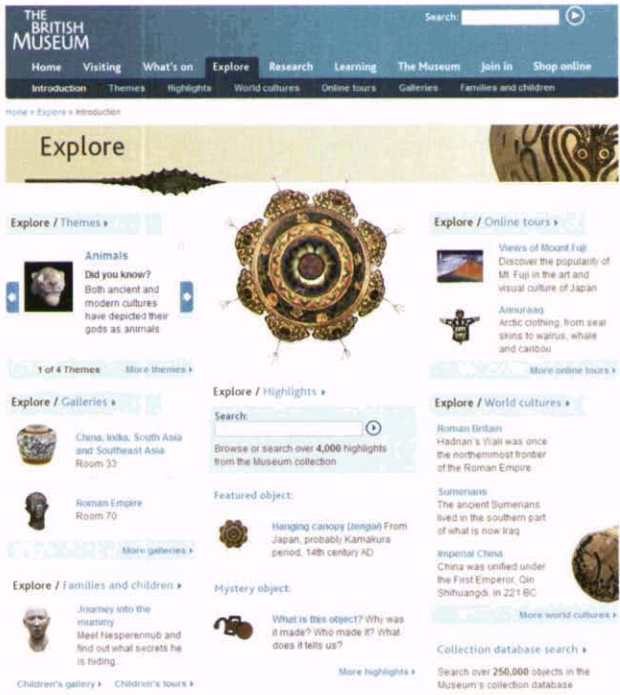 THE
BRITISH
MUSEUM
Search:
Home Visiting What's on Explore Research Learning The Museum Join in Shop online
Introduction Themes Highlights World cultures Online tours Galleries Families and children
Home » Explore » Introduction
Explore
Explore / Themes
Animals
Did you know?
Both ancient and
modern cultures
have depicted their
gods as animals
1 of 4 Themes More themes
Explore / Galleries
China, India, South Asia
and Southeast Asia
Room 33
Roman Empire
Room 70
More galleries
Explore / Families and children
Journey into the
mummy
Meet Nesperennub and
find out what secrets he
is hiding
Children's gallery Children's tours
Explore / Highlights
Search:
Browse or search over 4,000 highlights
from the Museum collection
Featured object:
Hanging canopy (zengai) From
Japan, probably Kamakura
period, 14th century AD
Mystery object:
What is this object? Why was
it made? Who made it? What
does it tell us?
More highlights
Explore / Online tours
Views of Mount Fuji
Discover the popularity of
Mt. Fuji in the art and
visual culture of Japan
Annuraaq
Arctic clothing, from seal
skins to walrus, whale
and caribou
More online tours
Explore / World cultures
Roman Britain
Hadrian's Wall was once
the northernmost frontier
of the Roman Empire
Sumerians
The ancient Sumerians
lived in the southern part
of what is now Iraq
Imperial China
China was unified under
the First Emperor, Qin
Shihuangdi, in 221 BC
More world cultures
Collection database search
Search over 250,000 objects in the
Museum's collection database